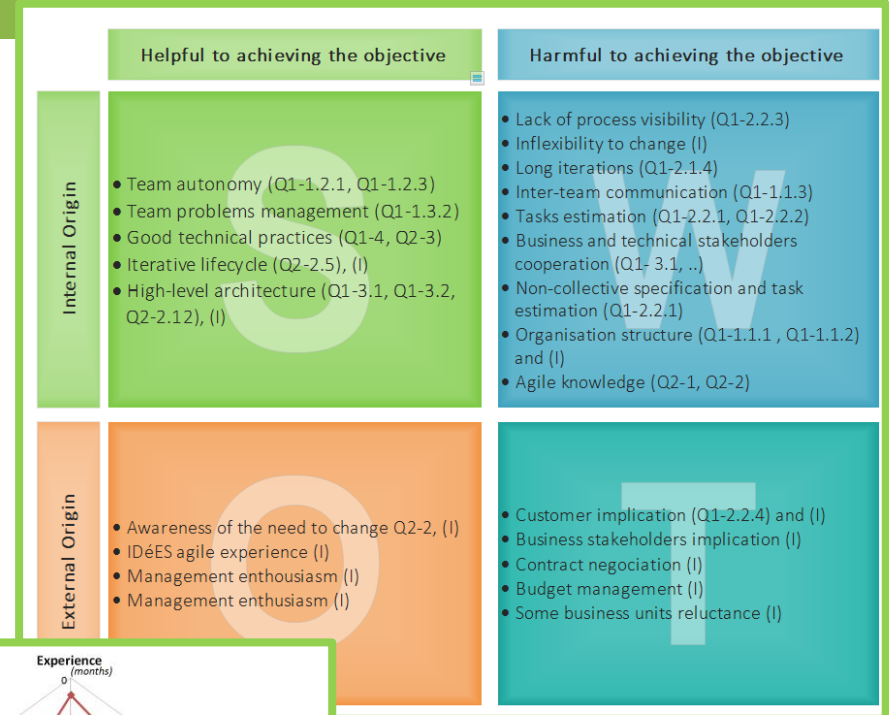 Helpful to achieving the objective
Harmful to achieving the objective
Internal Origin
S
• Team autonomy (Q1-1.2.1, Q1-1.2.3)
• Team problems management (Q1-1.3.2)
• Good technical practices (Q1-4, Q2-3)
• Iterative lifecycle (Q2-2.5), (I)
• High-level architecture (Q1-3.1, Q1-3.2,
Q2-2.12), (I)
W
• Lack of process visibility (Q1-2.2.3)
• Inflexibility to change (I)
• Long iterations (Q1-2.1.4)
• Inter-team communication (Q1-1.1.3)
• Tasks estimation (Q1-2.2.1, Q1-2.2.2)
• Business and technical stakeholders
cooperation (Q1- 3.1, ..)
• Non-collective specification and task
estimation (Q1-2.2.1)
• Organisation structure (Q1-1.1.1 , Q1-1.1.2)
and (I)
• Agile knowledge (Q2-1, Q2-2)
External Origin
O
• Awareness of the need to change Q2-2, (I)
• IDéES agile experience (I)
• Management enthousiasm (I)
• Management enthusiasm (I)
T
• Customer implication (Q1-2.2.4) and (I)
• Business stakeholders implication (I)
• Contract negociation (I)
• Budget management (I)
• Some business units reluctance (I)
Experience
(months)
0